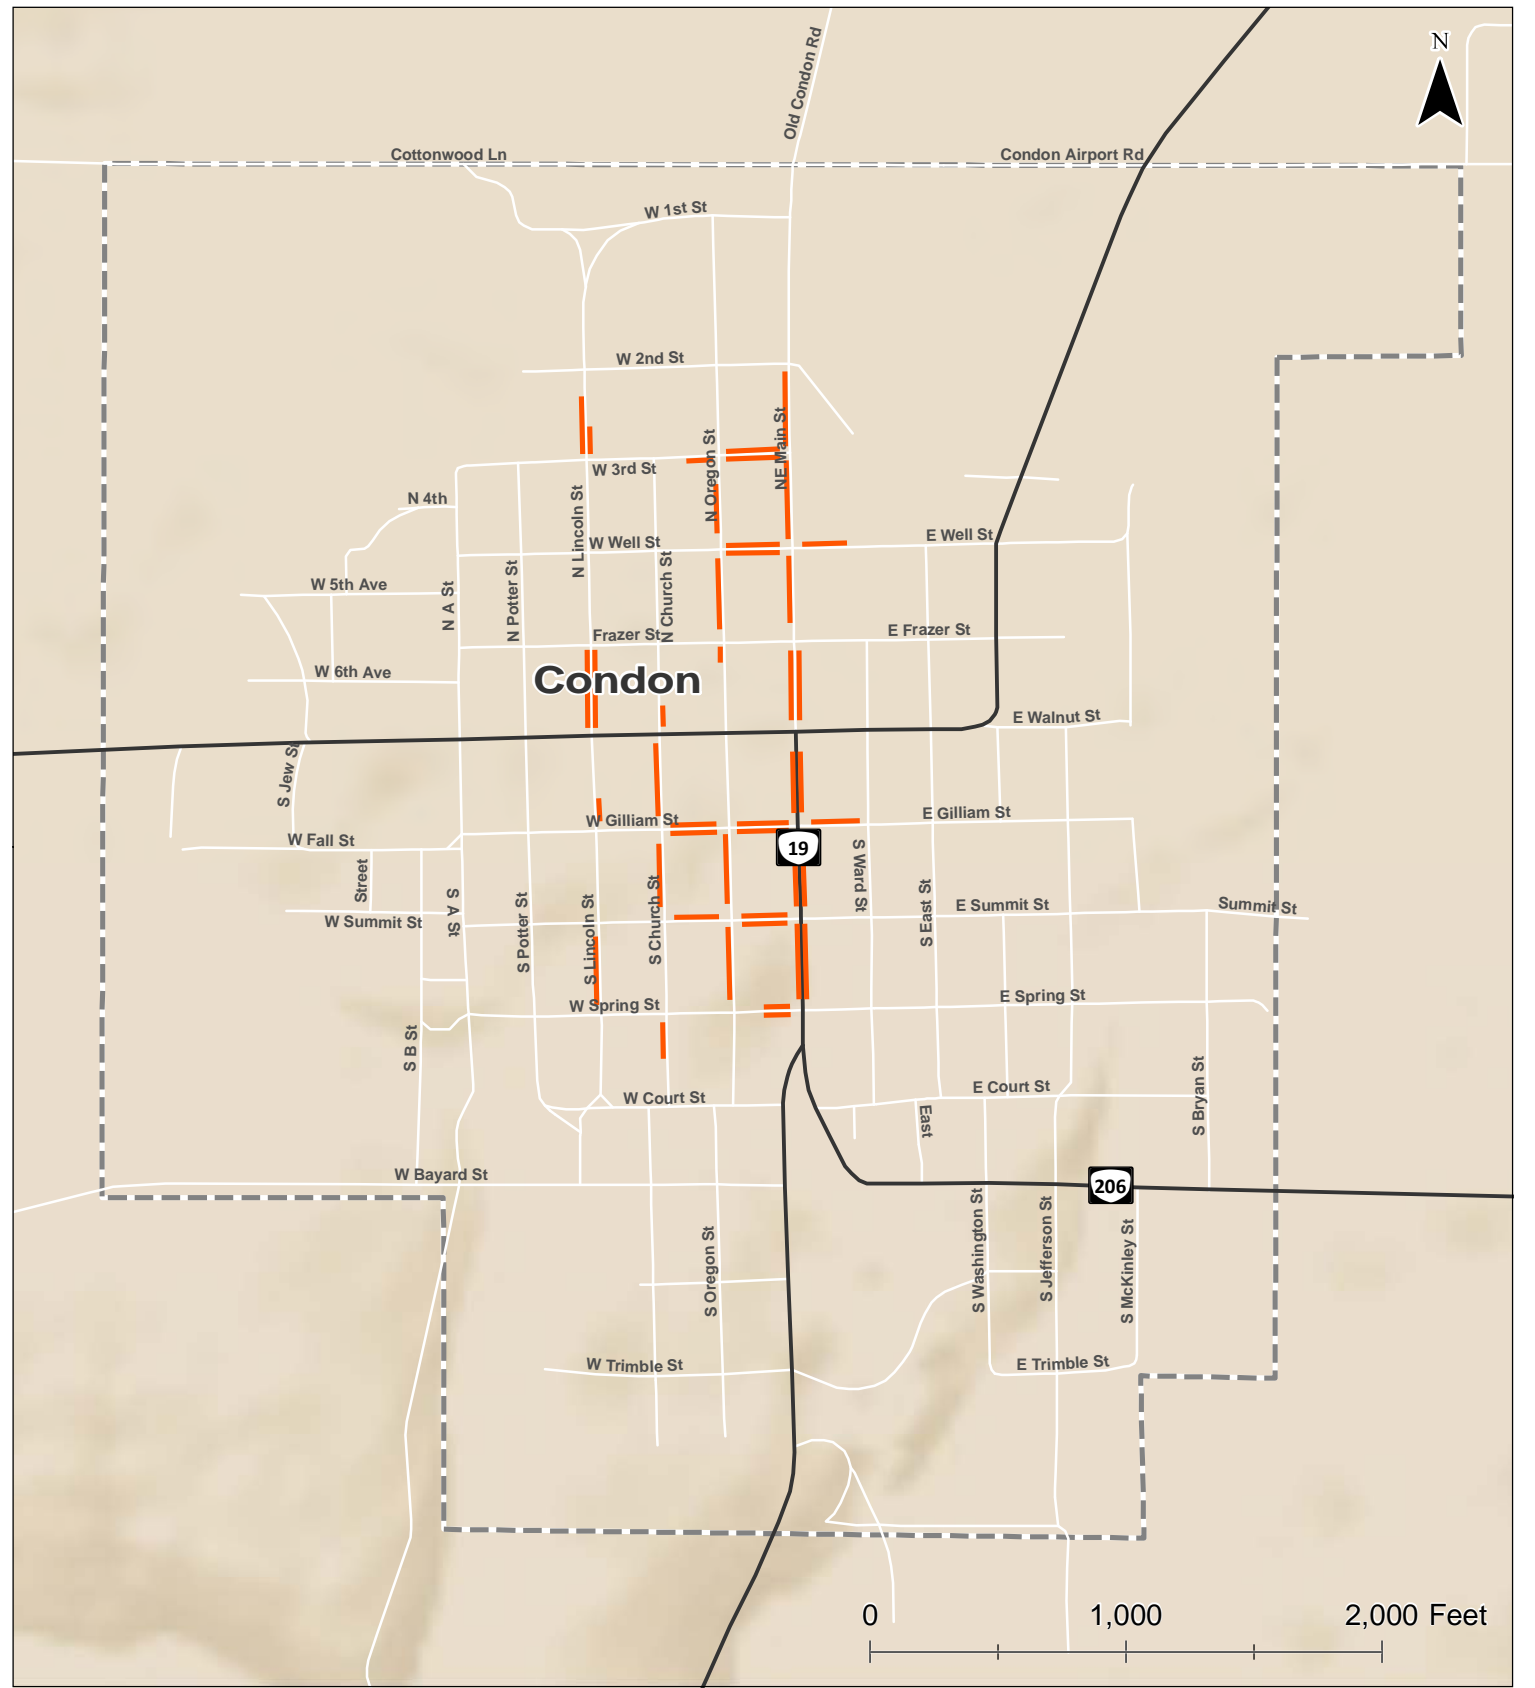 N
Old Condon Rd
Cottonwood Ln
Condon Airport Rd
W 1st St
W 2nd St
NE Main St
N Oregon St
W 3rd St
N 4th
N Lincoln St
W Well St
E Well St
N Church St
W 5th Ave
N A St
N Potter St
Frazer St
E Frazer St
W 6th Ave
Condon
E Walnut St
S Jew St
W Gilliam St
E Gilliam St
W Fall St
19
Street
S Ward St
S A St
S Potter St
S Lincoln St
S Church St
S East St
E Summit St
Summit St
W Summit St
W Spring St
E Spring St
S B St
W Court St
E Court St
East
S Bryan St
W Bayard St
206
S Oregon St
S Washington St
S Jefferson St
S McKinley St
W Trimble St
E Trimble St
0 1,000 2,000 Feet